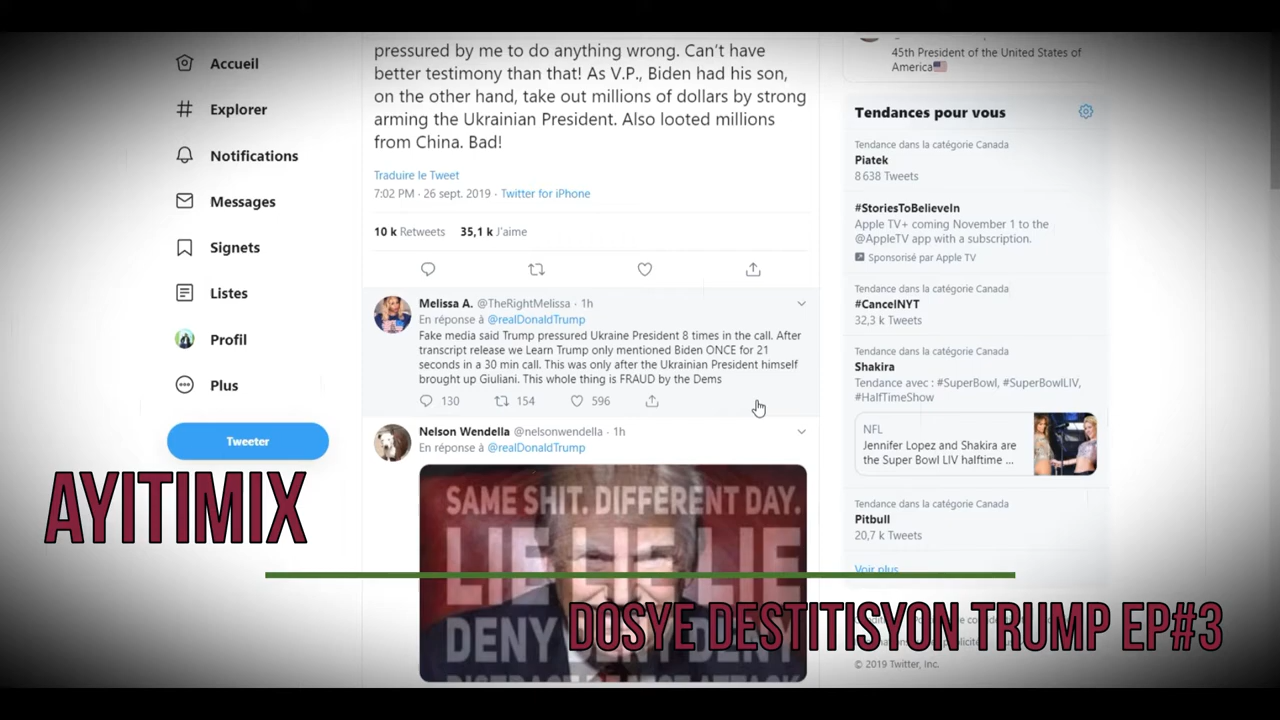 Accueil
Explorer
Notifications
Messages
Signets
Listes
Profil
Plus
Tweeter
pressured by me to do anything wrong. Can't have
better testimony than that! As V.P., Biden had his son,
on the other hand, take out millions of dollars by strong
arming the Ukrainian President. Also looted millions
from China. Bad!
Traduire le Tweet
7:02 PM · 26 sept. 2019 · Twitter for iPhone
10 k Retweets 35,1 k J'aime
Melissa A. @TheRightMelissa · 1h
En réponse à @realDonaldTrump
Fake media said Trump pressured Ukraine President 8 times in the call. After
transcript release we Learn Trump only mentioned Biden ONCE for 21
seconds in a 30 min call. This was only after the Ukrainian President himself
brought up Giuliani. This whole thing is FRAUD by the Dems
130 154 596
Nelson Wendella @nelsonwendella · 1h
En réponse à @realDonaldTrump
SAME SHIT. DIFFERENT DAY.
LIE LIE LIE
DENY DENY DENY
45th President of the United States of
America
Tendances pour vous
Tendance dans la catégorie Canada
Piatek
8 638 Tweets
#StoriesToBelieveIn
Apple TV+ coming November 1 to the
@AppleTV app with a subscription.
Sponsorisé par Apple TV
Tendance dans la catégorie Canada
#CancelNYT
32,3 k Tweets
Tendance dans la catégorie Canada
Shakira
Tendance avec : #SuperBowl, #SuperBowlLIV,
#HalfTimeShow
NFL
Jennifer Lopez and Shakira are
the Super Bowl LIV halftime ...
Tendance dans la catégorie Canada
Pitbull
20,7 k Tweets
Voir plus
© 2019 Twitter, Inc.
AYITIMIX
DOSYE DESTITISYON TRUMP EP#3